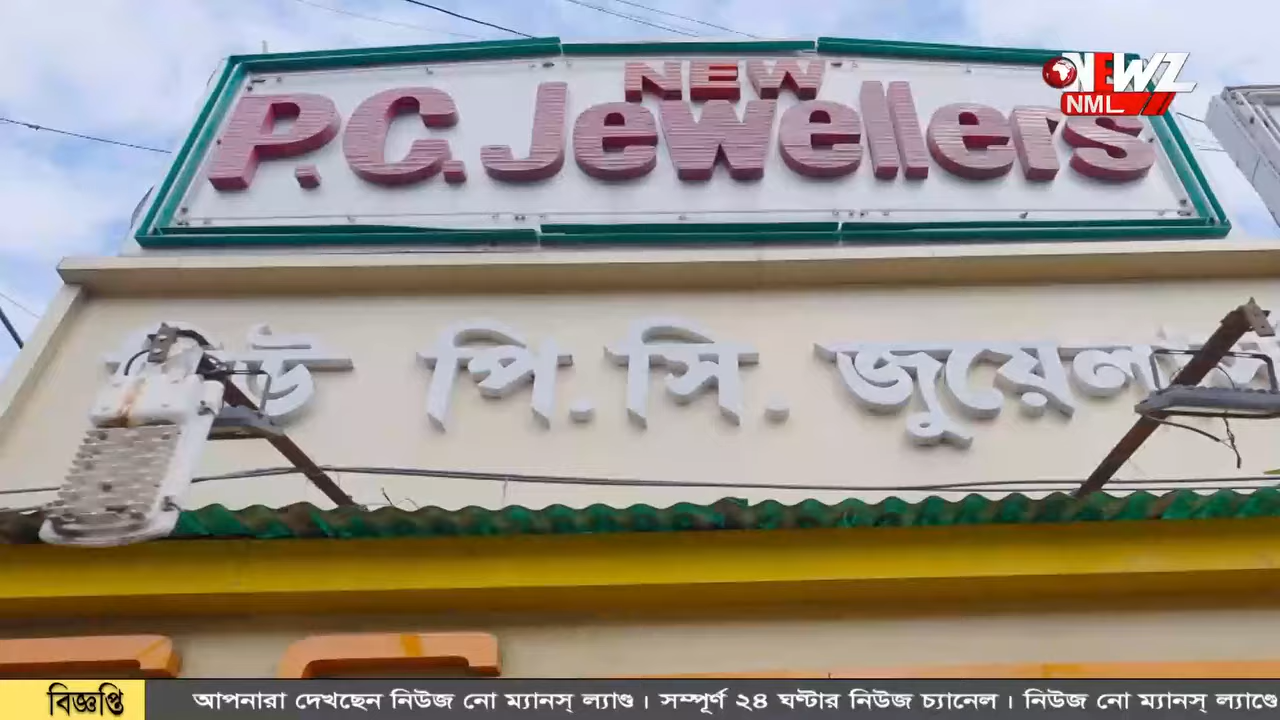 NEW
P.C. Jewellers
NEWZ
NML
পি. সি. জুয়েলার্স
বিজ্ঞপ্তি
আপনারা দেখছেন নিউজ নো ম্যানস্ ল্যাণ্ড। সম্পূর্ণ ২৪ ঘণ্টার নিউজ চ্যানেল। নিউজ নো ম্যানস্ ল্যাণ্ডে